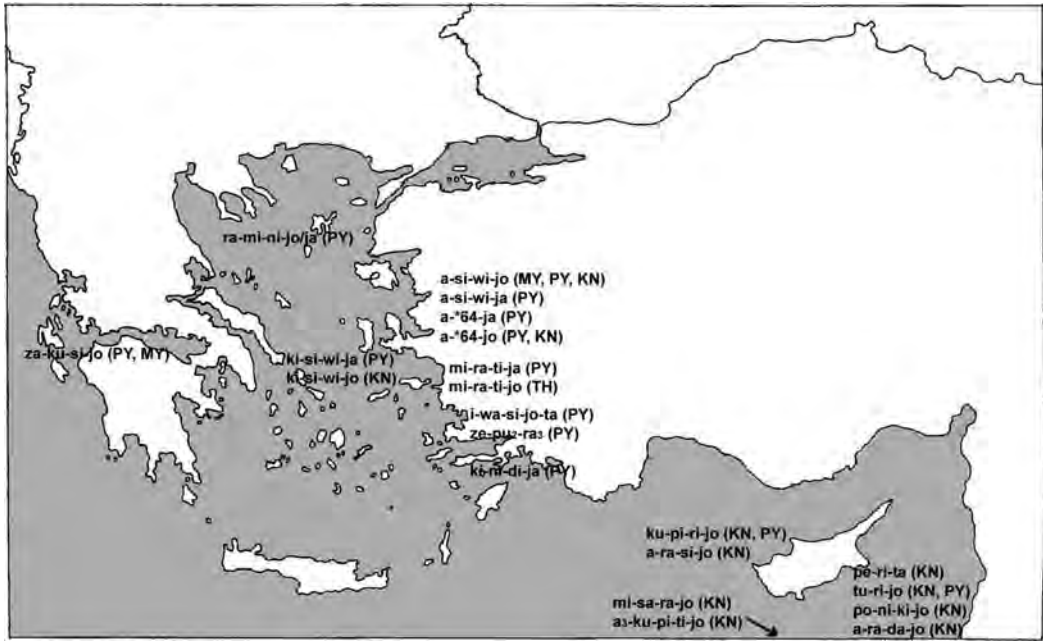 ra-mi-ni-jo/ja (PY)
a-si-wi-jo (MY, PY, KN)
a-si-wi-ja (PY)
a-*64-ja (PY)
a-*64-jo (PY, KN)
za-ku-si-jo (PY, MY)
ki-si-wi-ja (PY)
ki-si-wi-jo (KN)
mi-ra-ti-ja (PY)
mi-ra-ti-jo (TH)
ni-wa-si-jo-ta (PY)
ze-pu₂-ra₃ (PY)
ki-ni-di-ja (PY)
ku-pi-ri-jo (KN, PY)
a-ra-si-jo (KN)
pe-ri-ta (KN)
tu-ri-jo (KN, PY)
po-ni-ki-jo (KN)
a-ra-da-jo (KN)
mi-sa-ra-jo (KN)
a₃-ku-pi-ti-jo (KN)